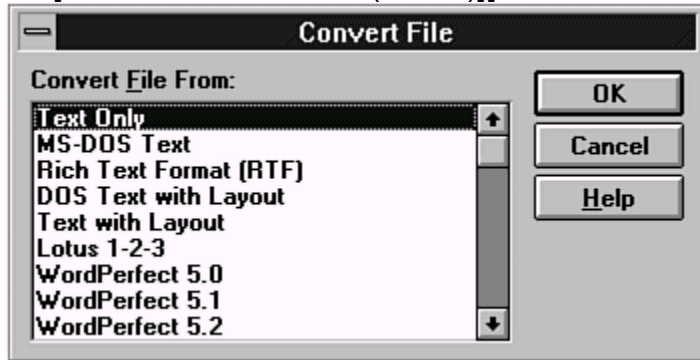 Convert File
Convert File From:
Text Only
MS-DOS Text
Rich Text Format (RTF)
DOS Text with Layout
Text with Layout
Lotus 1-2-3
WordPerfect 5.0
WordPerfect 5.1
WordPerfect 5.2
OK
Cancel
Help